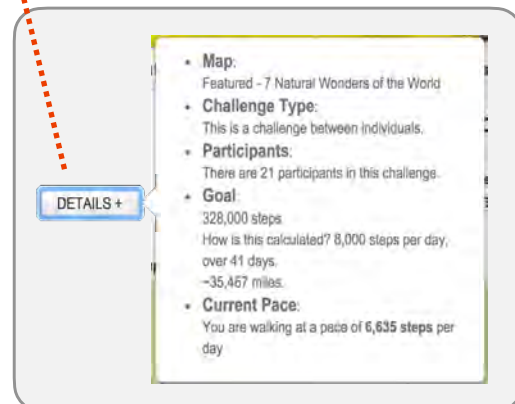 Map:
Featured - 7 Natural Wonders of the World
Challenge Type:
This is a challenge between individuals.
Participants:
There are 21 participants in this challenge.
DETAILS +
Goal
328,000 steps
How is this calculated? 8,000 steps per day,
over 41 days.
~35,467 miles.
Current Pace:
You are walking at a pace of 6,635 steps per
day